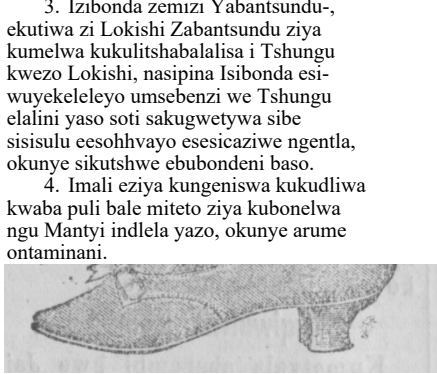 3. Izibonda zemizi Yabantsundu-,
ekutiwa zi Lokishi Zabantsundu ziya
kumelwa kukulitshabalalisa i Tshungu
kwezo Lokishi, nasipina Isibonda esi-
wuyekeleleyo umsebenzi we Tshungu
elalini yaso soti sakugwetywa sibe
sisisulu eesohhvayo esesicaziwe ngentla,
okunye sikutshwe ebubondeni baso.
4. Imali eziya kungeniswa kukudliwa
kwaba puli bale miteto ziya kubonelwa
ngu Mantyi indlela yazo, okunye arume
ontaminani.